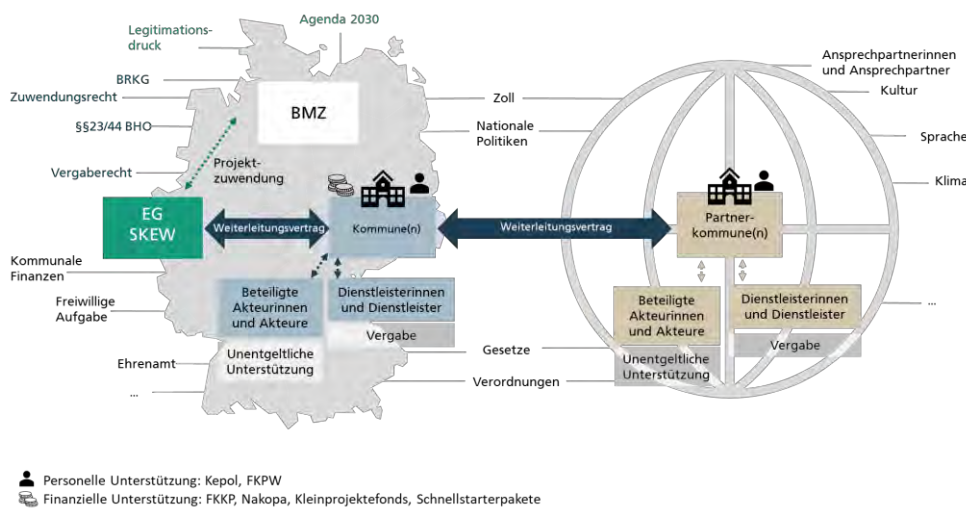 Agenda 2030
Legitimations-
druck
BRKG
Zuwendungsrecht
§§23/44 BHO
Vergaberecht
BMZ
Projekt-
zuwendung
EG
SKEW
Weiterleitungsvertrag
Kommune(n)
Weiterleitungsvertrag
Partner-
kommune(n)
Zoll
Nationale
Politiken
Ansprechpartnerinnen
und Ansprechpartner
Kultur
Sprache
Klima
...
Kommunale
Finanzen
Freiwillige
Aufgabe
Ehrenamt
...
Beteiligte
Akteurinnen
und Akteure
Unentgeltliche
Unterstützung
Dienstleisterinnen
und Dienstleister
Vergabe
Gesetze
Verordnungen
Beteiligte
Akteurinnen
und Akteure
Unentgeltliche
Unterstützung
Dienstleisterinnen
und Dienstleister
Vergabe
Personelle Unterstützung: Kepol, FKPW
Finanzielle Unterstützung: FKKP, Nakopa, Kleinprojektefonds, Schnellstarterpakete